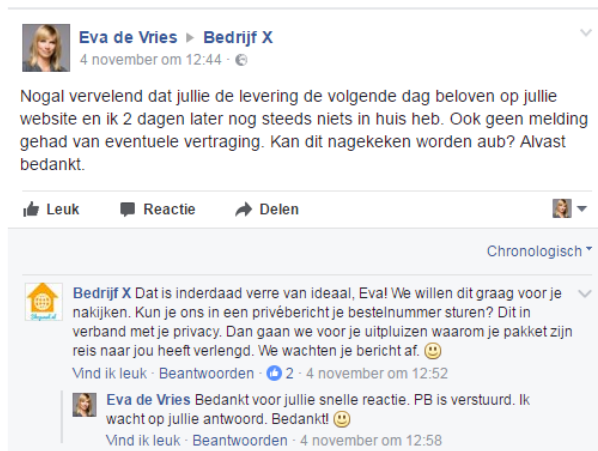 Eva de Vries ▸ Bedrijf X
4 november om 12:44 ·
Nogal vervelend dat jullie de levering de volgende dag beloven op jullie
website en ik 2 dagen later nog steeds niets in huis heb. Ook geen melding
gehad van eventuele vertraging. Kan dit nagekeken worden aub? Alvast
bedankt.
Leuk Reactie Delen
Chronologisch
Bedrijf X Dat is inderdaad verre van ideaal, Eva! We willen dit graag voor je
nakijken. Kun je ons in een privébericht je bestelnummer sturen? Dit in
verband met je privacy. Dan gaan we voor je uitpluizen waarom je pakket zijn
reis naar jou heeft verlengd. We wachten je bericht af.
Vind ik leuk · Beantwoorden · 2 · 4 november om 12:52
Eva de Vries Bedankt voor jullie snelle reactie. PB is verstuurd. Ik
wacht op jullie antwoord. Bedankt!
Vind ik leuk · Beantwoorden · 4 november om 12:58